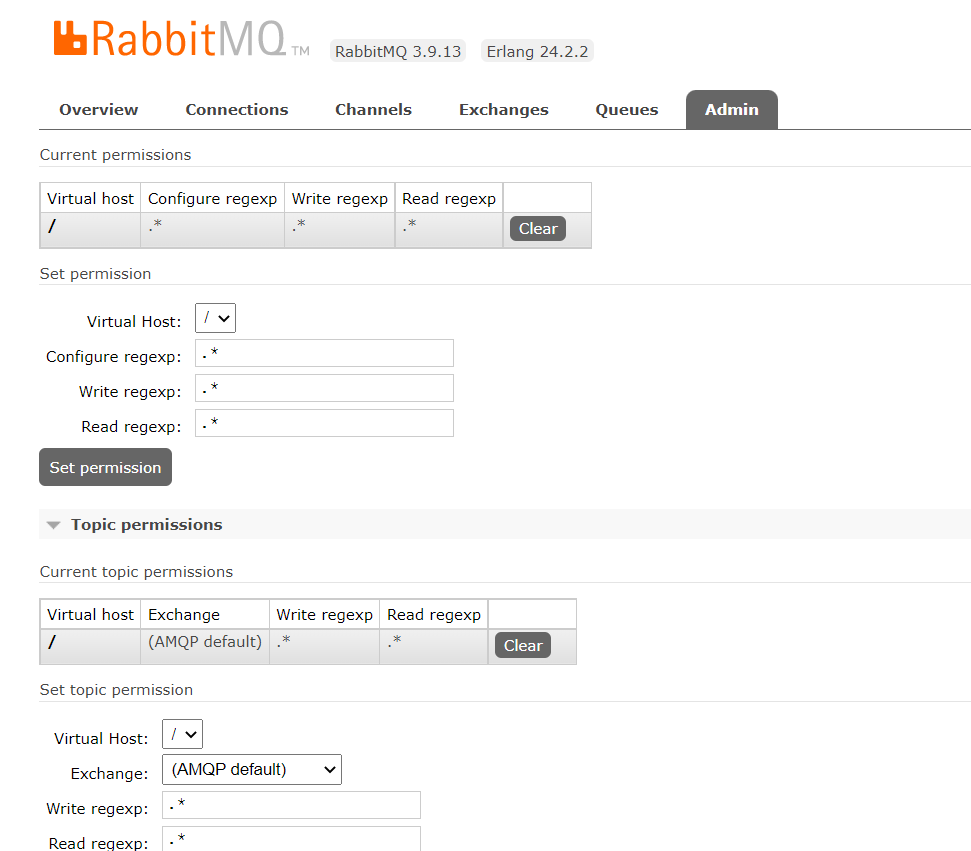 RabbitMQ TM RabbitMQ 3.9.13 Erlang 24.2.2
Overview Connections Channels Exchanges Queues Admin
Current permissions
Virtual host Configure regexp Write regexp Read regexp
/ .* .* .* Clear
Set permission
Virtual Host: /
Configure regexp: .*
Write regexp: .*
Read regexp: .*
Set permission
Topic permissions
Current topic permissions
Virtual host Exchange Write regexp Read regexp
/ (AMQP default) .* .* Clear
Set topic permission
Virtual Host: /
Exchange: (AMQP default)
Write regexp: .*
Read regexp: .*